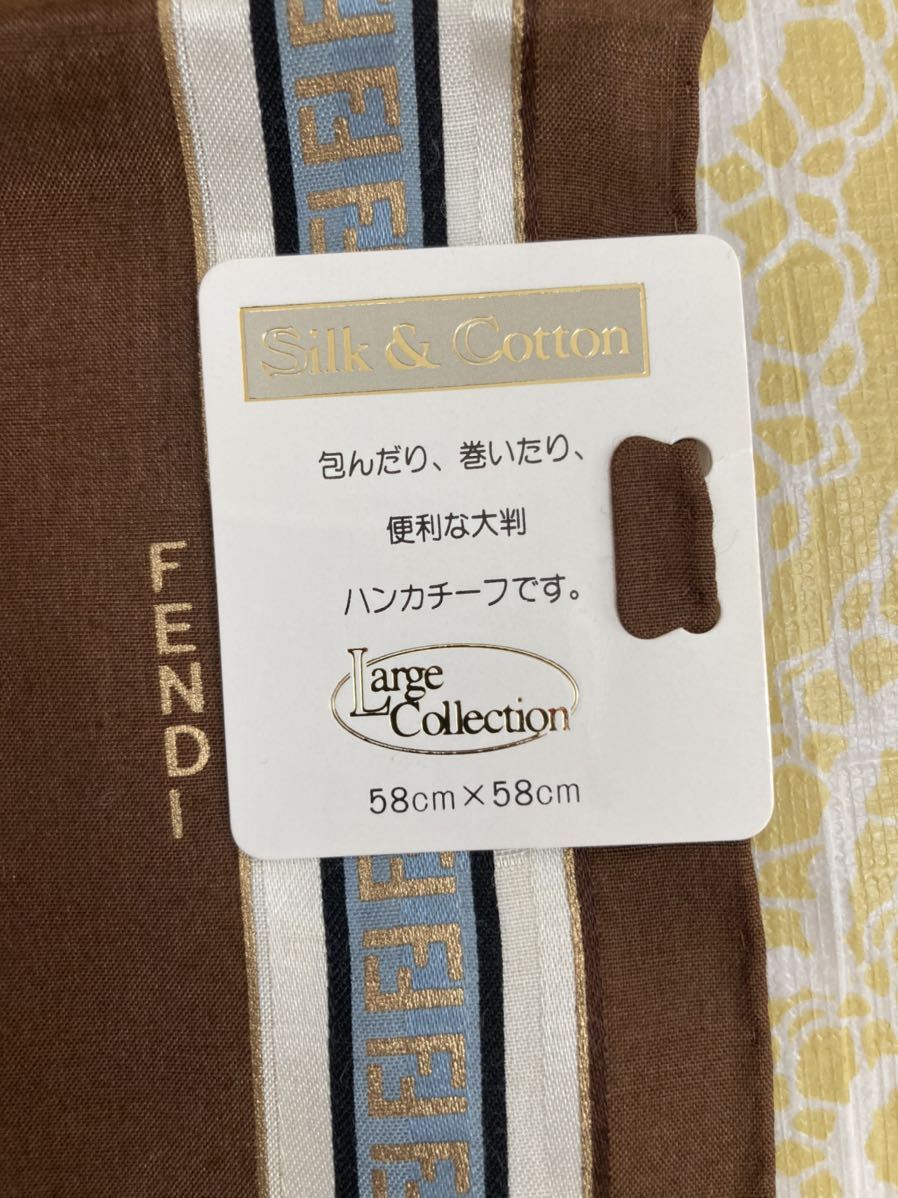 Silk & Cotton
包んだり、巻いたり、
便利な大判
ハンカチーフです。
Large
Collection
58cm×58cm
FENDI